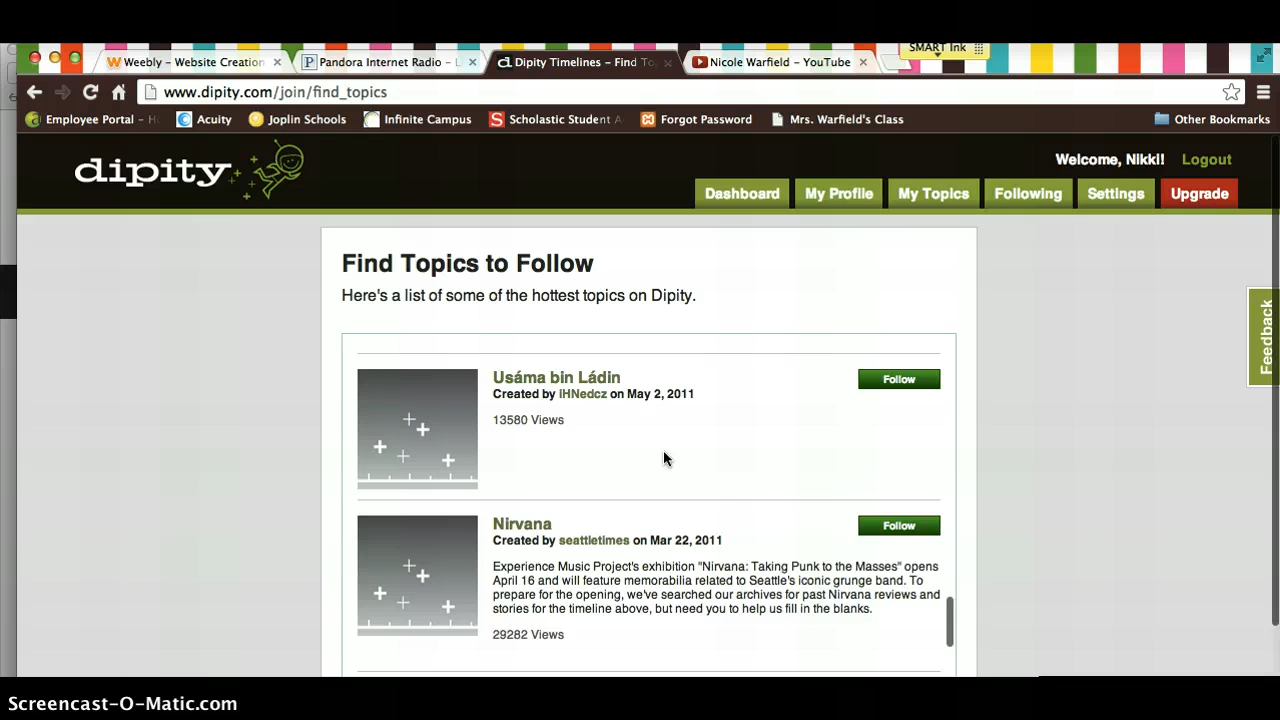 SMART Ink
Weebly - Website Creation
Pandora Internet Radio - L
Dipity Timelines - Find To
Nicole Warfield - YouTube
www.dipity.com/join/find_topics
Employee Portal - H
Acuity
Joplin Schools
Infinite Campus
Scholastic Student A
Forgot Password
Mrs. Warfield's Class
Other Bookmarks
dipity
Welcome, Nikki! Logout
Dashboard My Profile My Topics Following Settings Upgrade
Find Topics to Follow
Here's a list of some of the hottest topics on Dipity.
Feedback
Usáma bin Ládin
Follow
Created by IHNedcz on May 2, 2011
13580 Views
Nirvana
Follow
Created by seattletimes on Mar 22, 2011
Experience Music Project's exhibition "Nirvana: Taking Punk to the Masses" opens
April 16 and will feature memorabilia related to Seattle's iconic grunge band. To
prepare for the opening, we've searched our archives for past Nirvana reviews and
stories for the timeline above, but need you to help us fill in the blanks.
29282 Views
Screencast-O-Matic.com